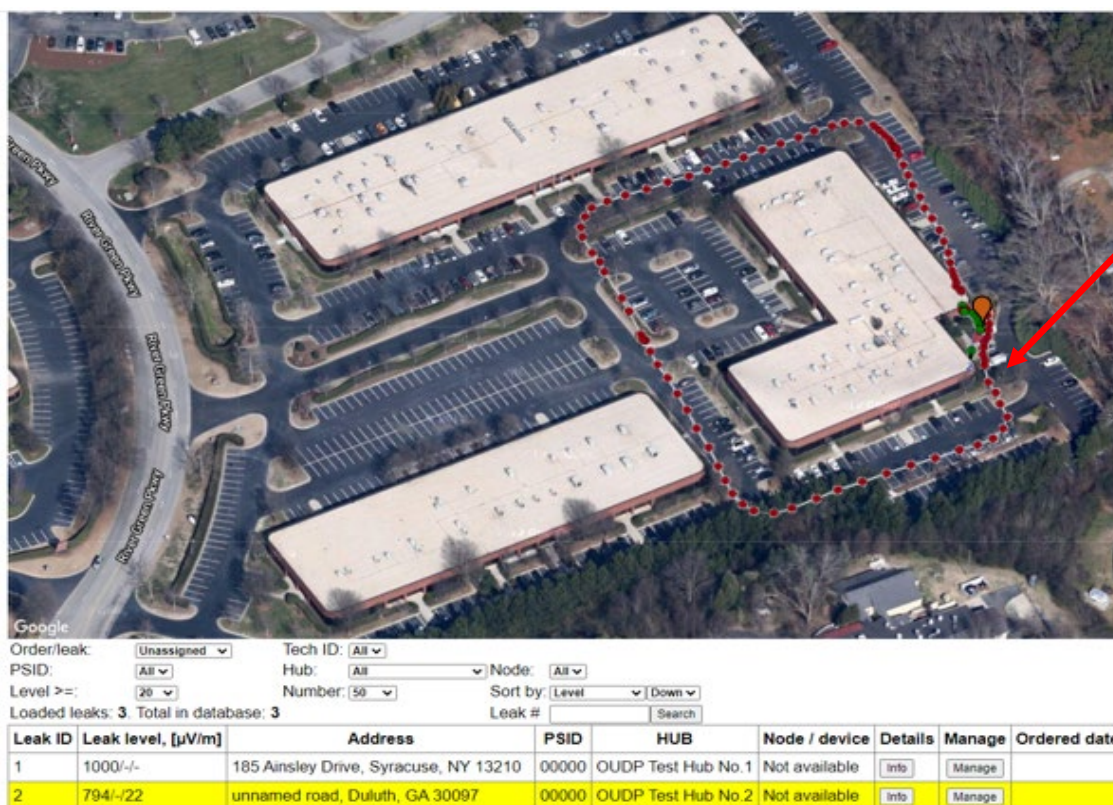 Green Pkwy
River Green Pkwy
River Green Pkwy
River Green Pkwy
Google
Order/leak: Unassigned Tech ID: All
PSID: All Hub: All Node: All
Level >=: 20 Number: 50 Sort by: Level Down
Loaded leaks: 3. Total in database: 3 Leak # Search
Leak ID Leak level, [µV/m] Address PSID HUB Node / device Details Manage Ordered date
1 1000/-/- 185 Ainsley Drive, Syracuse, NY 13210 00000 OUDP Test Hub No.1 Not available Info Manage
2 794/-/22 unnamed road, Duluth, GA 30097 00000 OUDP Test Hub No.2 Not available Info Manage